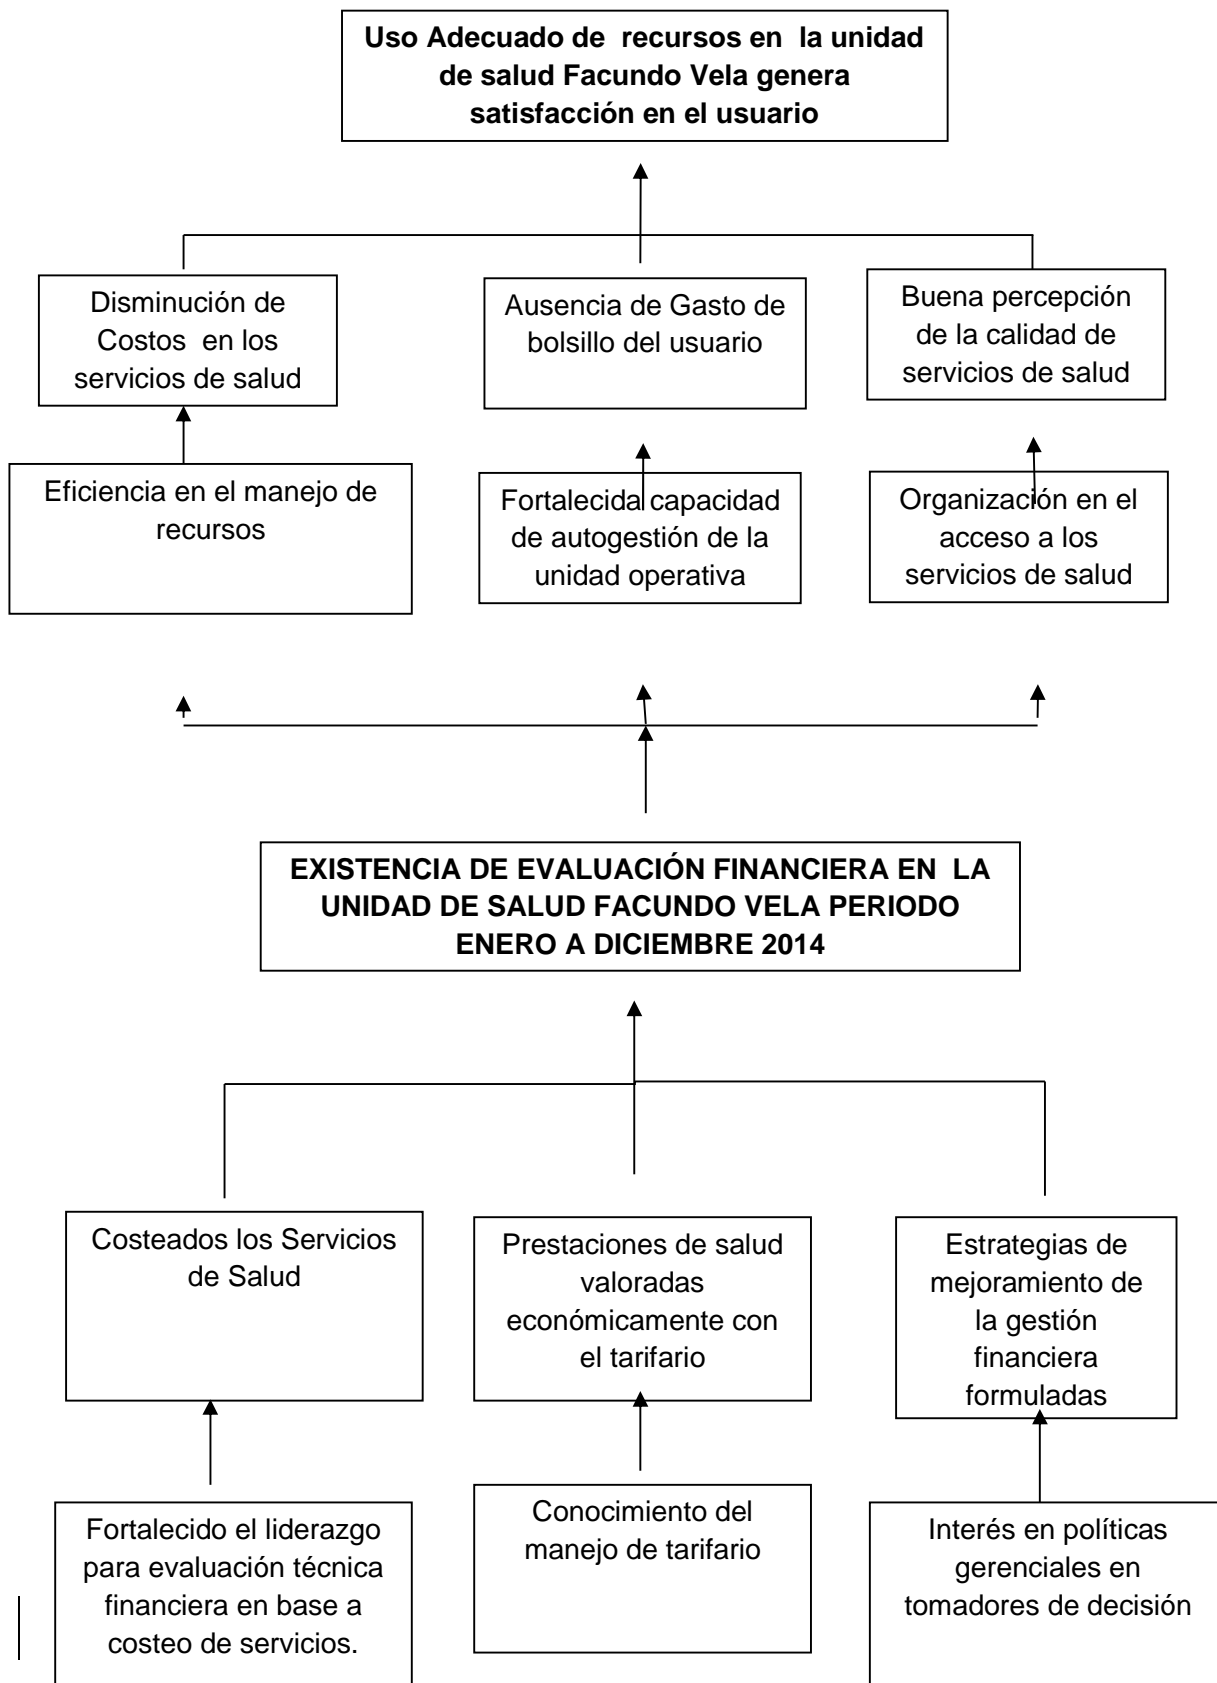 Uso Adecuado de recursos en la unidad
de salud Facundo Vela genera
satisfacción en el usuario
Disminución de
Costos en los
servicios de salud
Ausencia de Gasto de
bolsillo del usuario
Buena percepción
de la calidad de
servicios de salud
Eficiencia en el manejo de
recursos
Fortalecida capacidad
de autogestión de la
unidad operativa
Organización en el
acceso a los
servicios de salud
EXISTENCIA DE EVALUACIÓN FINANCIERA EN LA
UNIDAD DE SALUD FACUNDO VELA PERIODO
ENERO A DICIEMBRE 2014
Costeados los Servicios
de Salud
Prestaciones de salud
valoradas
económicamente con
el tarifario
Estrategias de
mejoramiento de
la gestión
financiera
formuladas
Fortalecido el liderazgo
para evaluación técnica
financiera en base a
costeo de servicios.
Conocimiento del
manejo de tarifario
Interés en políticas
gerenciales en
tomadores de decisión